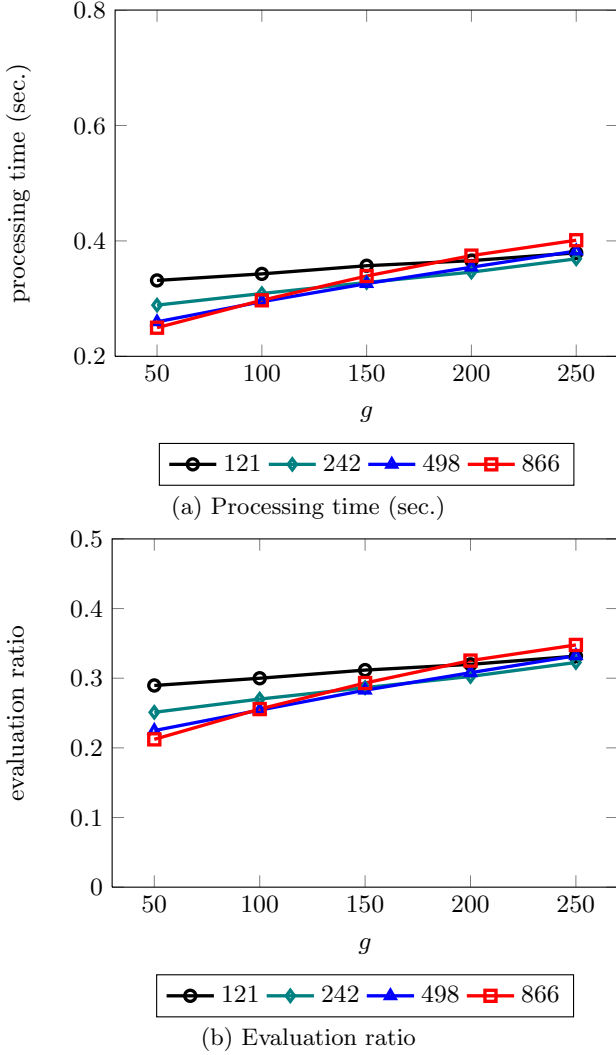 0.8
0.6
0.4
0.2
processing time (sec.)
50 100 150 200 250
g
121 242 498 866
(a) Processing time (sec.)
0.5
0.4
0.3
0.2
0.1
0
evaluation ratio
50 100 150 200 250
g
121 242 498 866
(b) Evaluation ratio